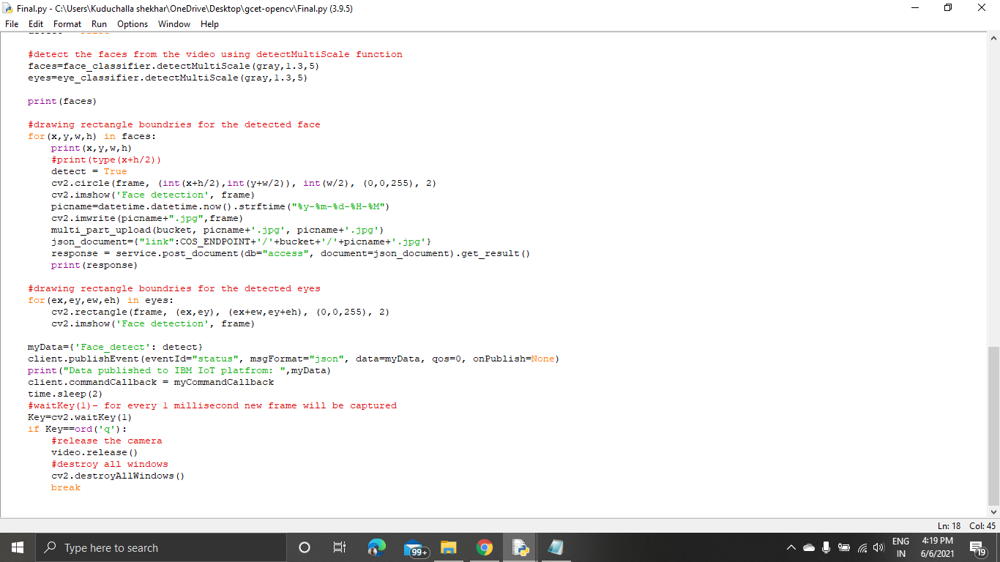 Final.py - C:\Users\Kuduchalla shekhar\OneDrive\Desktop\gcet-opencv\Final.py (3.9.5)
File Edit Format Run Options Window Help
#detect the faces from the video using detectMultiScale function
faces=face_classifier.detectMultiScale(gray,1.3,5)
eyes=eye_classifier.detectMultiScale(gray,1.3,5)
print(faces)
#drawing rectangle boundries for the detected face
for(x,y,w,h) in faces:
print(x,y,w,h)
#print(type(x+h/2))
detect = True
cv2.circle(frame, (int(x+h/2),int(y+w/2)), int(w/2), (0,0,255), 2)
cv2.imshow('Face detection', frame)
picname=datetime.datetime.now().strftime("%y-%m-%d-%H-%M")
cv2.imwrite(picname+".jpg",frame)
multi_part_upload(bucket, picname+'.jpg', picname+'.jpg')
json_document={"link":COS_ENDPOINT+'/'+bucket+'/'+picname+'.jpg'}
response = service.post_document(db="access", document=json_document).get_result()
print(response)
#drawing rectangle boundries for the detected eyes
for(ex,ey,ew,eh) in eyes:
cv2.rectangle(frame, (ex,ey), (ex+ew,ey+eh), (0,0,255), 2)
cv2.imshow('Face detection', frame)
myData={'Face_detect': detect}
client.publishEvent(eventId="status", msgFormat="json", data=myData, qos=0, onPublish=None)
print("Data published to IBM IoT platfrom: ",myData)
client.commandCallback = myCommandCallback
time.sleep(2)
#waitKey(1)- for every 1 millisecond new frame will be captured
Key=cv2.waitKey(1)
if Key==ord('q'):
#release the camera
video.release()
#destroy all windows
cv2.destroyAllWindows()
break
Ln: 18 Col: 45
Type here to search
99+
ENG
IN
4:19 PM
6/6/2021
19